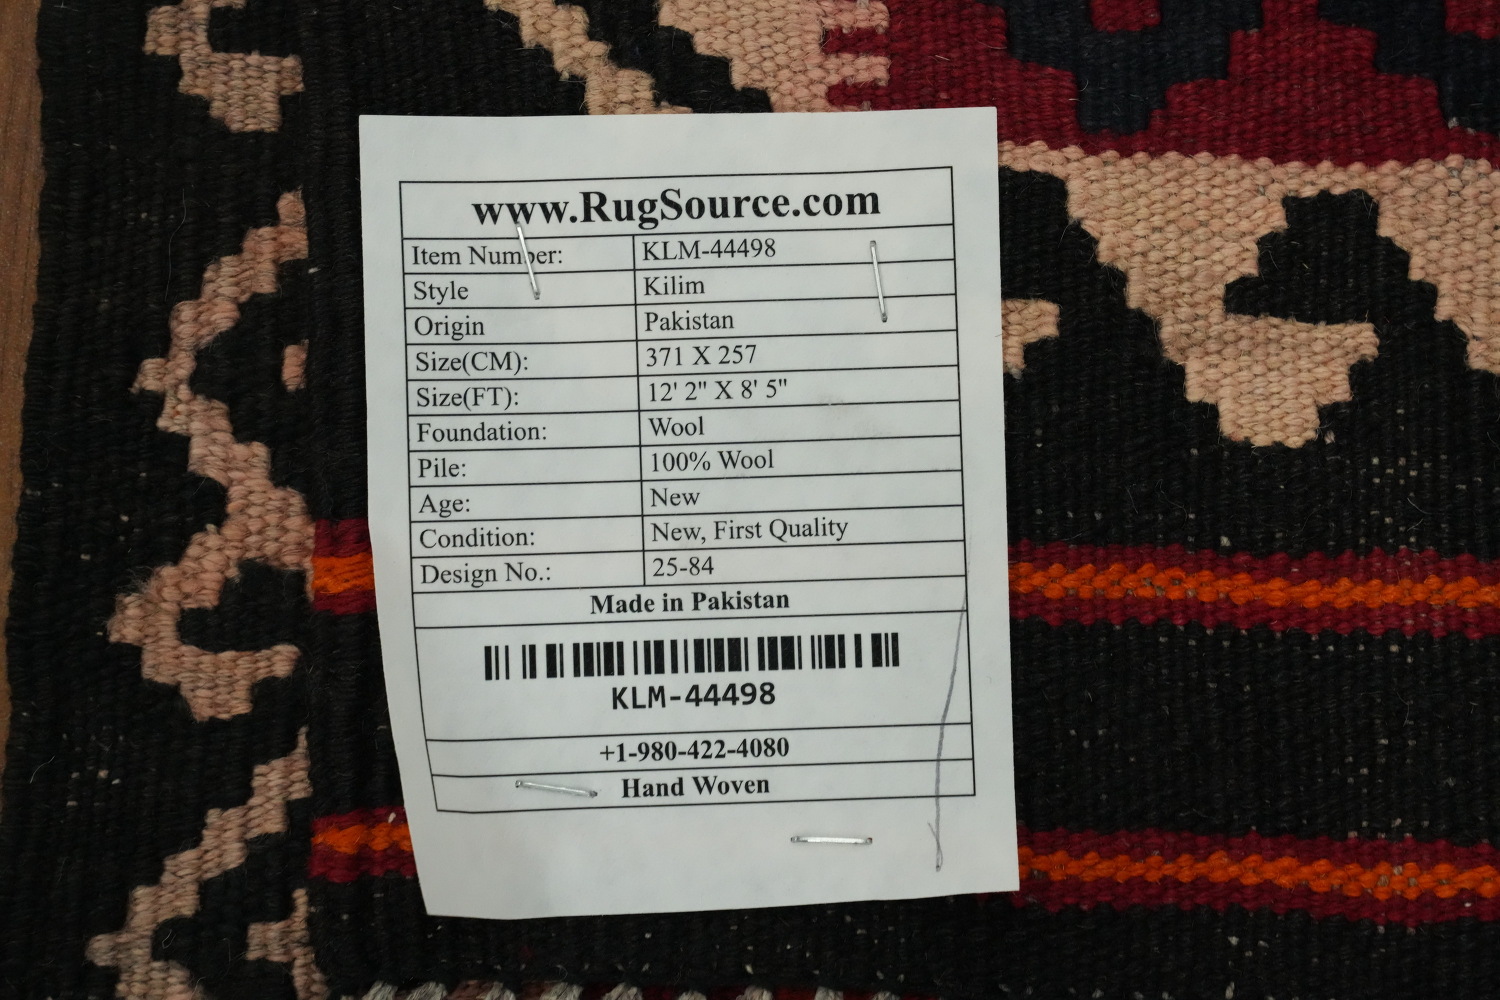 www.RugSource.com
Item Number: KLM-44498
Style Kilim
Origin Pakistan
Size(CM): 371 X 257
Size(FT): 12' 2" X 8' 5"
Foundation: Wool
Pile: 100% Wool
Age: New
Condition: New, First Quality
Design No.: 25-84
Made in Pakistan
KLM-44498
+1-980-422-4080
Hand Woven